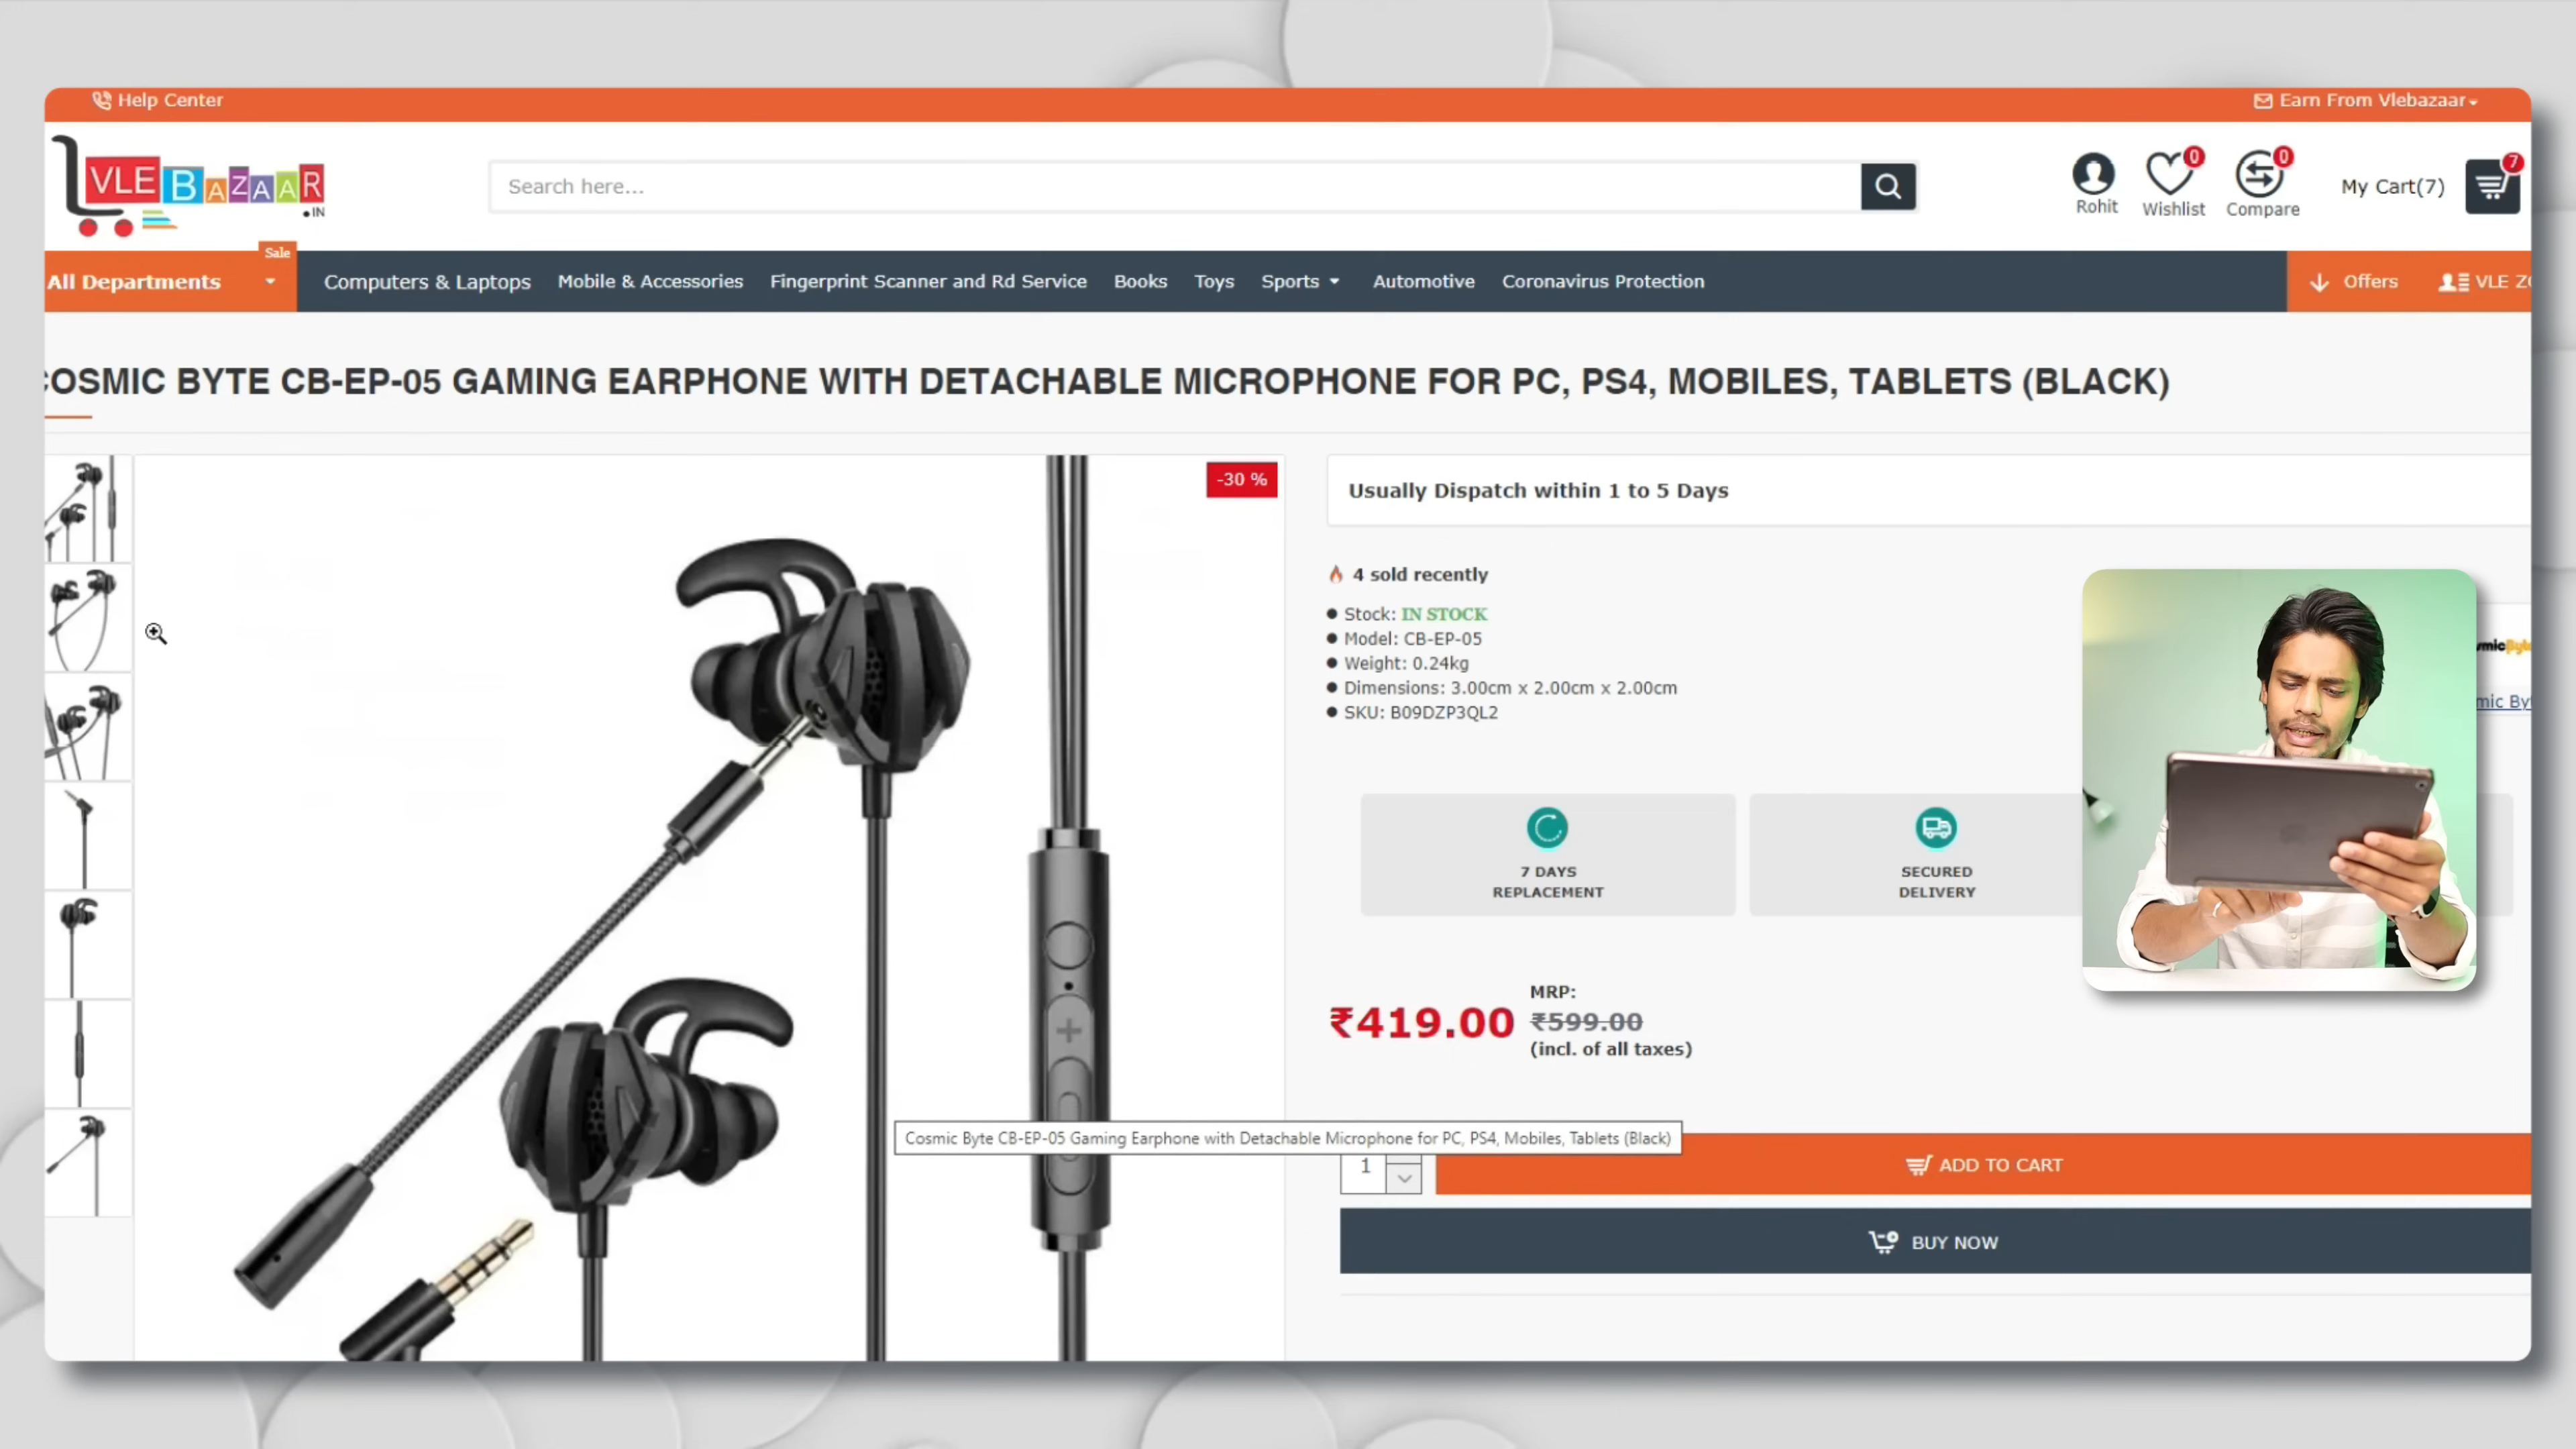 Help Center
Earn From Vlebazaar
VLE BAZAAR
.IN
Search here...
Rohit
0
Wishlist
0
Compare
My Cart(7)
7
Sale
All Departments
Computers & Laptops
Mobile & Accessories
Fingerprint Scanner and Rd Service
Books
Toys
Sports
Automotive
Coronavirus Protection
Offers
VLE
OSMIC BYTE CB-EP-05 GAMING EARPHONE WITH DETACHABLE MICROPHONE FOR PC, PS4, MOBILES, TABLETS (BLACK)
-30 %
Usually Dispatch within 1 to 5 Days
4 sold recently
Stock: IN STOCK
Model: CB-EP-05
Weight: 0.24kg
Dimensions: 3.00cm x 2.00cm x 2.00cm
SKU: B09DZP3QL2
7 DAYS
REPLACEMENT
SECURED
DELIVERY
₹419.00
MRP:
₹599.00
(incl. of all taxes)
Cosmic Byte CB-EP-05 Gaming Earphone with Detachable Microphone for PC, PS4, Mobiles, Tablets (Black)
1
ADD TO CART
BUY NOW